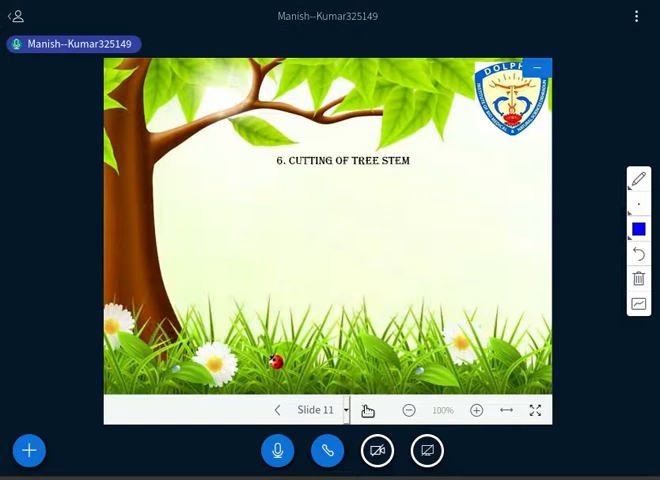 Manish-Kumar325149
Manish--Kumar325149
6. CUTTING OF TREE STEM
Slide 11
100%